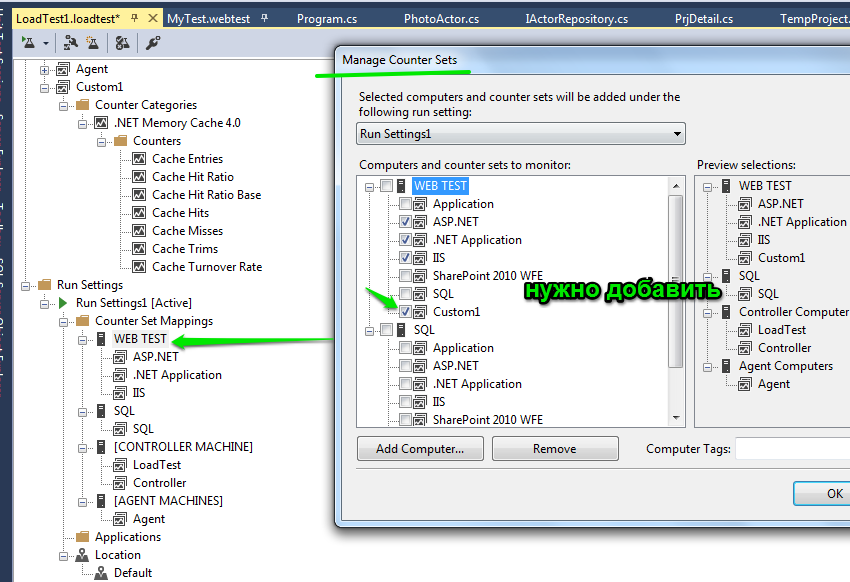 LoadTest1.loadtest*
MyTest.webtest
Program.cs
PhotoActor.cs
IActorRepository.cs
PrjDetail.cs
TempProject.
Agent
Custom1
Counter Categories
.NET Memory Cache 4.0
Counters
Cache Entries
Cache Hit Ratio
Cache Hit Ratio Base
Cache Hits
Cache Misses
Cache Trims
Cache Turnover Rate
Run Settings
Run Settings1 [Active]
Counter Set Mappings
WEB TEST
ASP.NET
.NET Application
IIS
SQL
SQL
[CONTROLLER MACHINE]
LoadTest
Controller
[AGENT MACHINES]
Agent
Applications
Location
Default
Manage Counter Sets
Selected computers and counter sets will be added under the
following run setting:
Run Settings1
Computers and counter sets to monitor:
WEB TEST
Application
ASP.NET
.NET Application
IIS
SharePoint 2010 WFE
SQL
Custom1
SQL
Application
ASP.NET
.NET Application
IIS
SharePoint 2010 WFE
нужно добавить
Preview selections:
WEB TEST
ASP.NET
.NET Application
IIS
Custom1
SQL
SQL
Controller Computer
LoadTest
Controller
Agent Computers
Agent
Add Computer...
Remove
Computer Tags:
OK